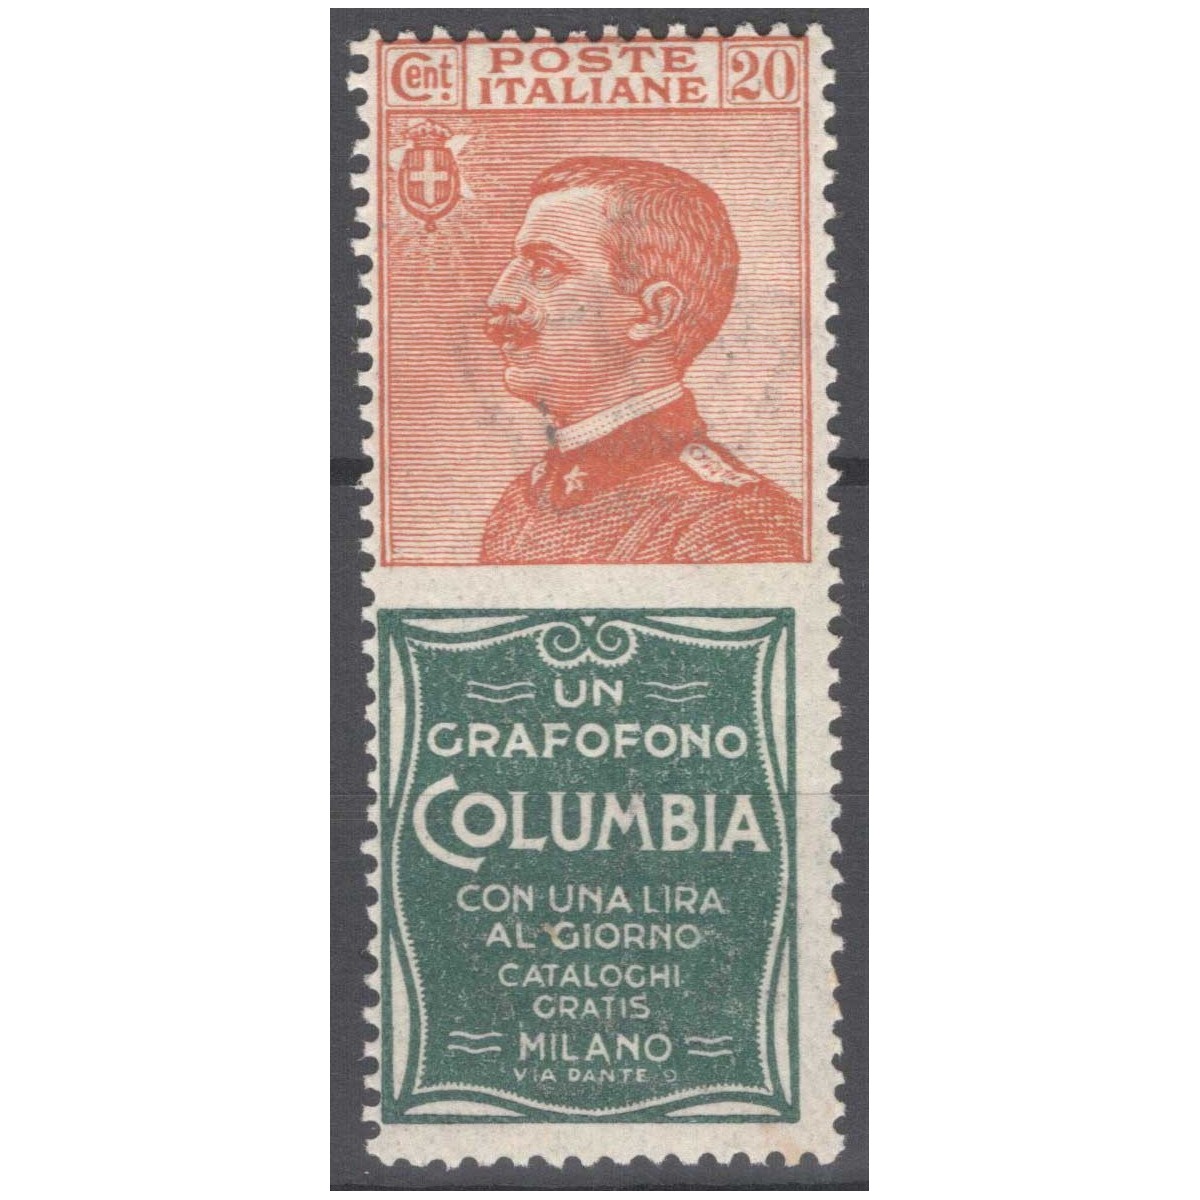 Cent. POSTE ITALIANE 20
UN
GRAFOFONO
COLUMBIA
CON UNA LIRA
AL GIORNO
CATALOGHI
GRATIS
MILANO
VIA DANTE 9